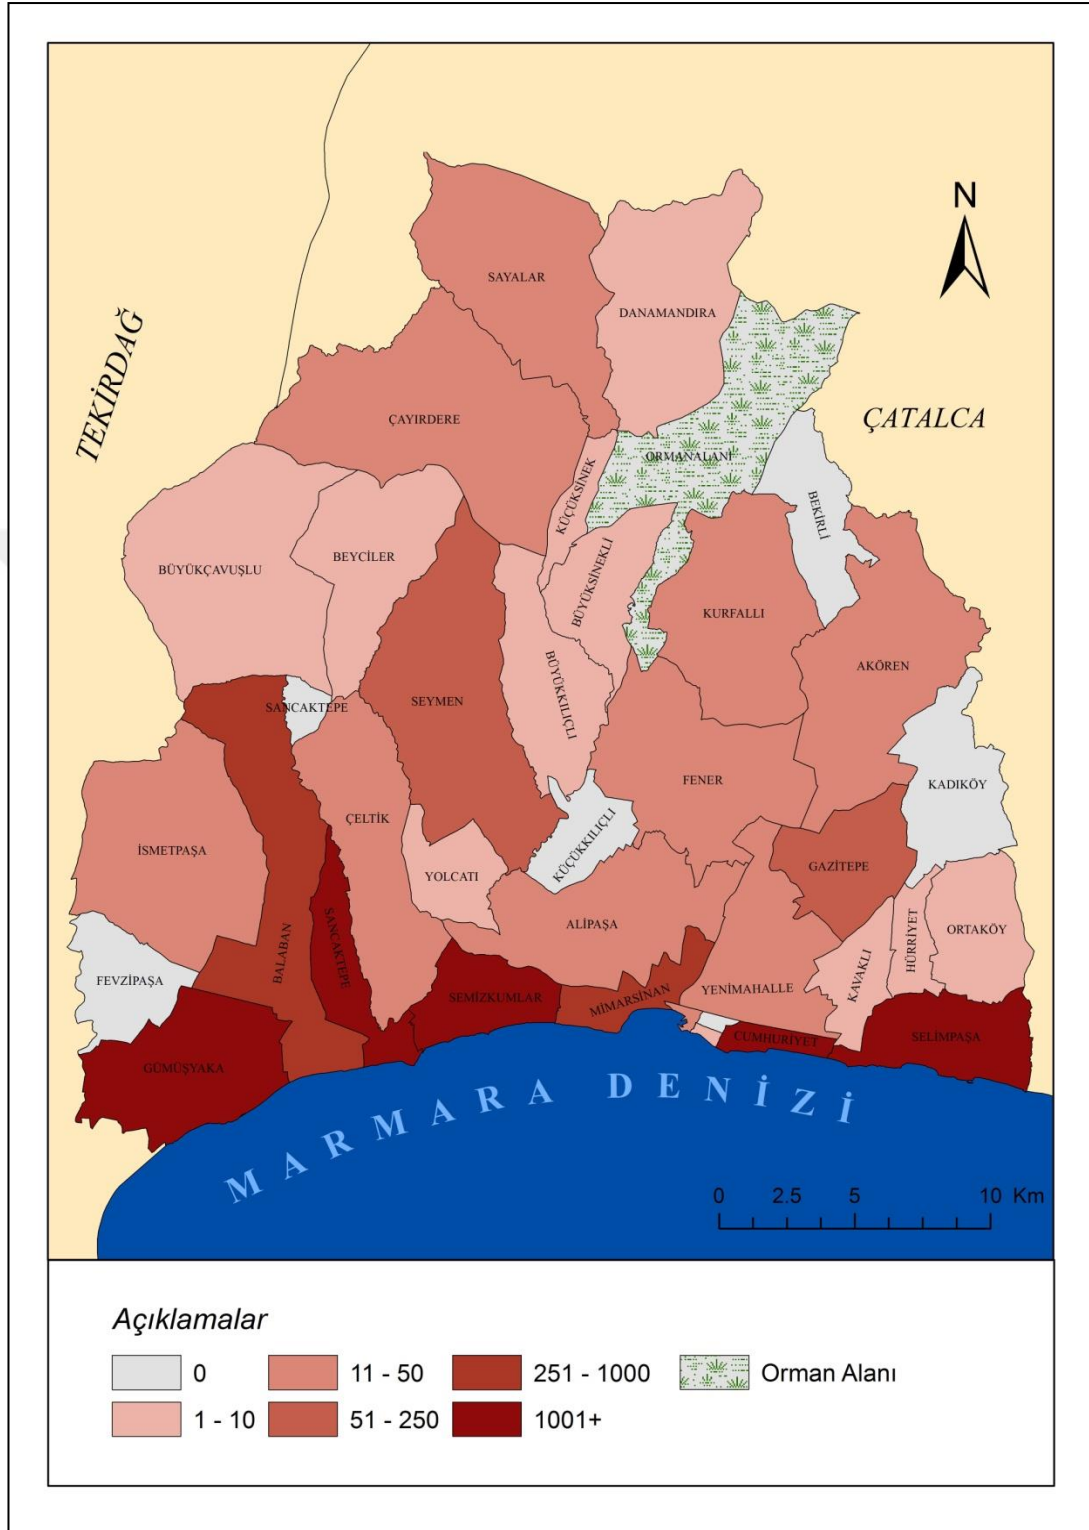 N
SAYALAR
DANAMANDIRA
TEKİRDAĞ
ÇATALCA
ÇAYIRDERE
ORMANALANI
KÜÇÜKSİNEK
BEKİRLİ
BÜYÜKÇAVUŞLU
BEYCİLER
BÜYÜKSİNEKLİ
KURFALLI
AKÖREN
BÜYÜKKILIÇLI
SEYMEN
SANCAKTEPE
FENER
KADIKÖY
ÇELTİK
İSMETPAŞA
KÜÇÜKKILIÇLI
YOLCATI
GAZİTEPE
ALİPAŞA
SANCAKTEPE
BALABAN
HÜRRİYET
ORTAKÖY
KAVAKLI
FEVZİPAŞA
YENİMAHALLE
SEMİZKUMLAR
MİMARSİNAN
CUMHURİYET
SELİMPAŞA
GÜMÜŞYAKA
MARMARA DENİZİ
0 2.5 5 10 Km
Açıklamalar
0 11 - 50 251 - 1000 Orman Alanı
1 - 10 51 - 250 1001+